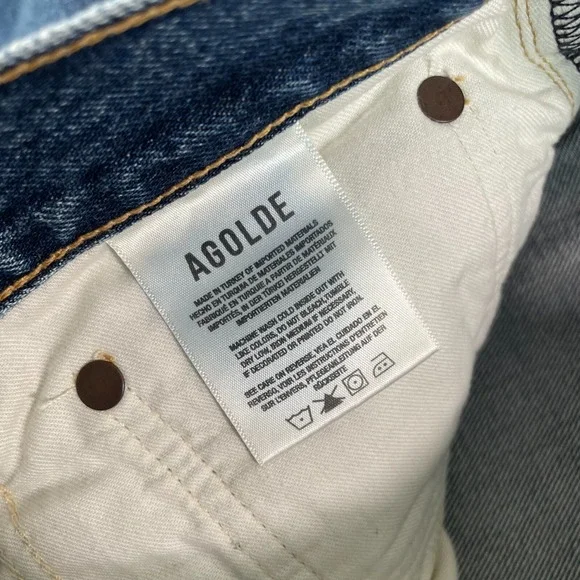 AGOLDE
MADE IN TURKEY OF IMPORTED MATERIALS
HECHO EN TURQUIA DE MATERIALES IMPORTADOS
FABRIQUÉ EN TURQUIE À PARTIR DE MATÉRIAUX
IMPORTÉS, IN DER TÜRKEI HERGESTELLT MIT
IMPORTIERTEN MATERIALIEN
MACHINE WASH COLD INSIDE OUT WITH
LIKE COLORS, DO NOT BLEACH,TUMBLE
DRY LOW, IRON MEDIUM IF NECESSARY,
IF DECORATED OR PRINTED DO NOT IRON.
SEE CARE ON REVERSE, VEA EL CUIDADO EN EL
REVERSO, VOIR LES INSTRUCTIONS D'ENTRETIEN
SUR L'ENVERS, PFLEGEANLEITUNG AUF DER
RÜCKSEITE